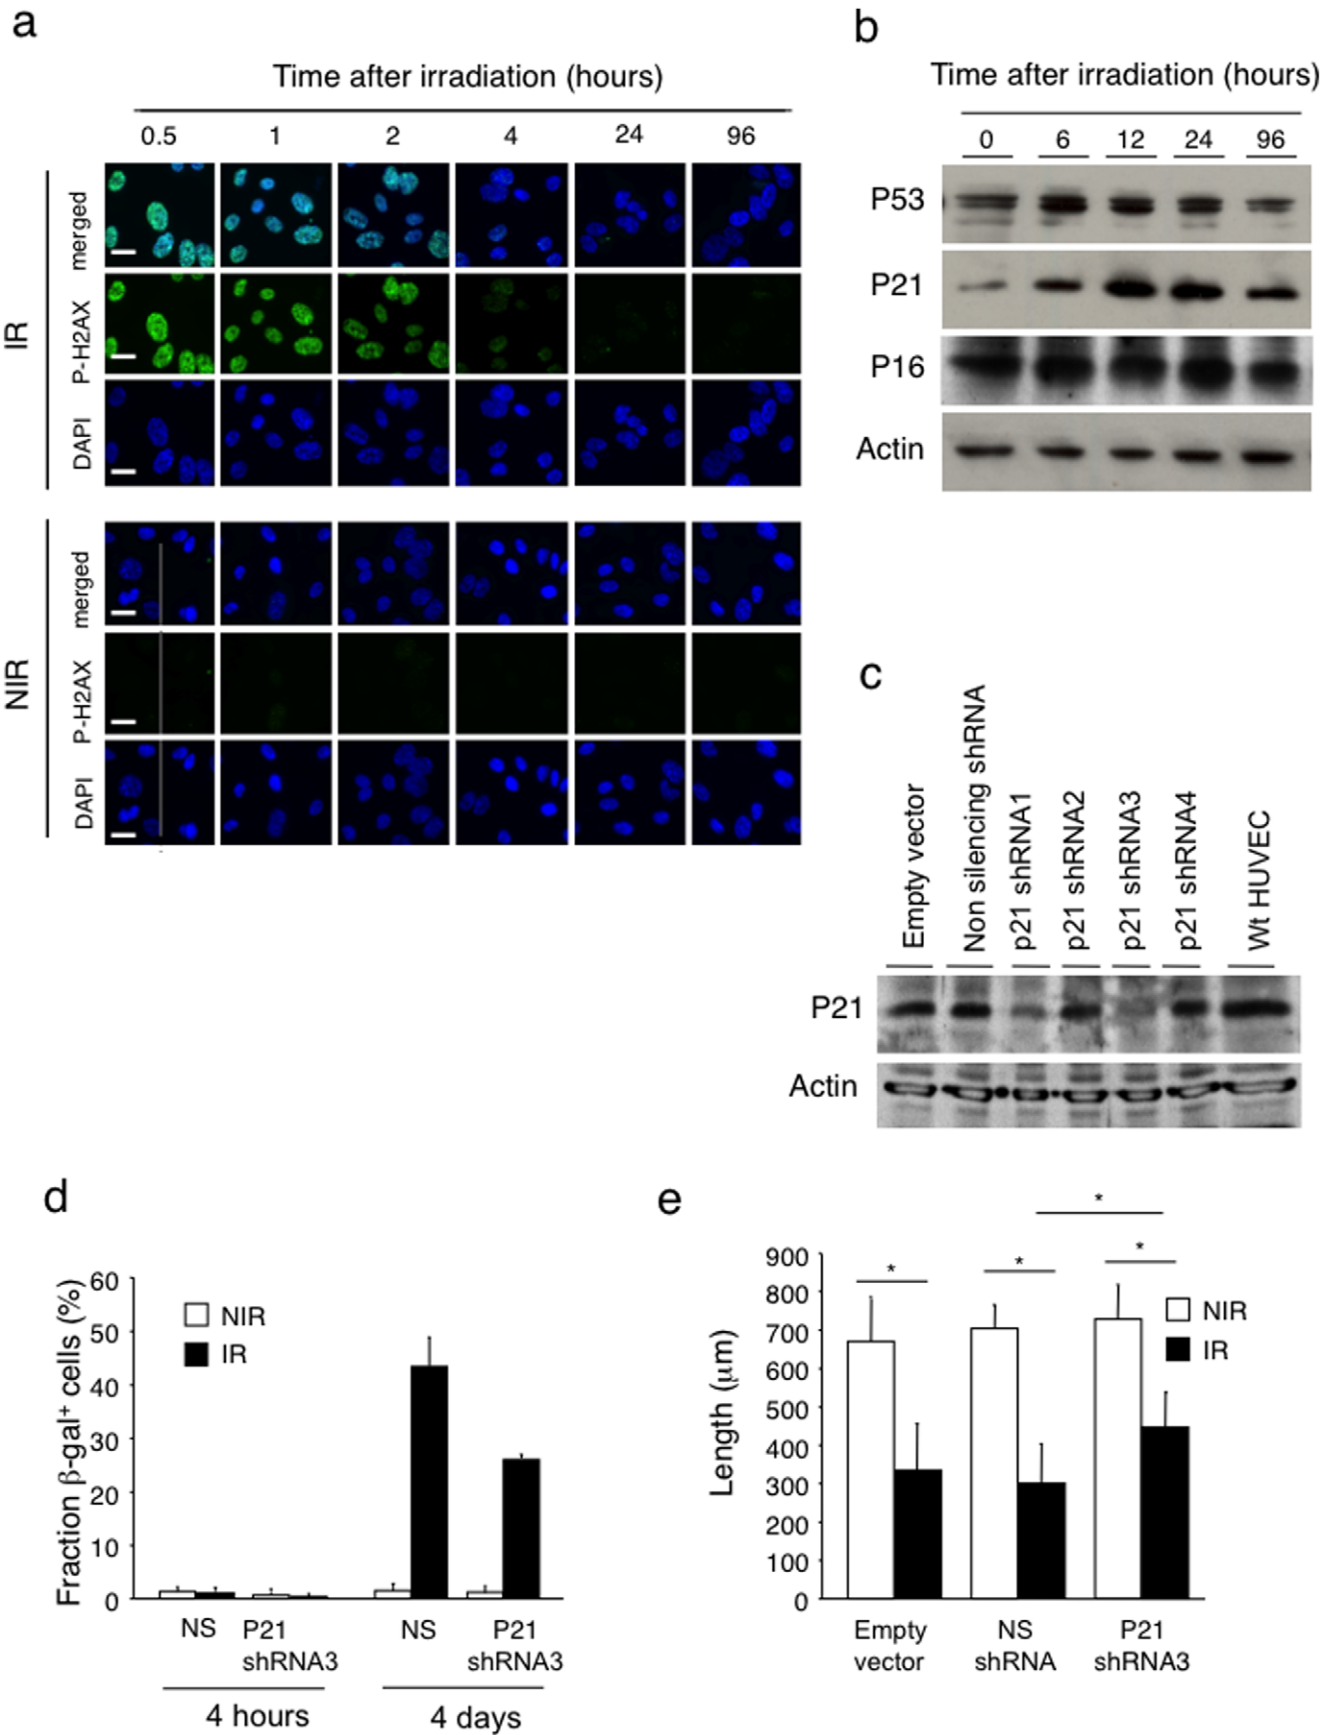 a
Time after irradiation (hours)
0.5 1 2 4 24 96
IR
merged
P-H2AX
DAPI
NIR
merged
P-H2AX
DAPI
b
Time after irradiation (hours)
0 6 12 24 96
P53
P21
P16
Actin
c
Empty vector
Non silencing shRNA
p21 shRNA1
p21 shRNA2
p21 shRNA3
p21 shRNA4
Wt HUVEC
P21
Actin
d
Fraction β-gal⁺ cells (%)
60
50
40
30
20
10
0
NIR
IR
NS P21 shRNA3 NS P21 shRNA3
4 hours 4 days
e
Length (μm)
900
800
700
600
500
400
300
200
100
0
* * * *
NIR
IR
Empty vector
NS shRNA
P21 shRNA3